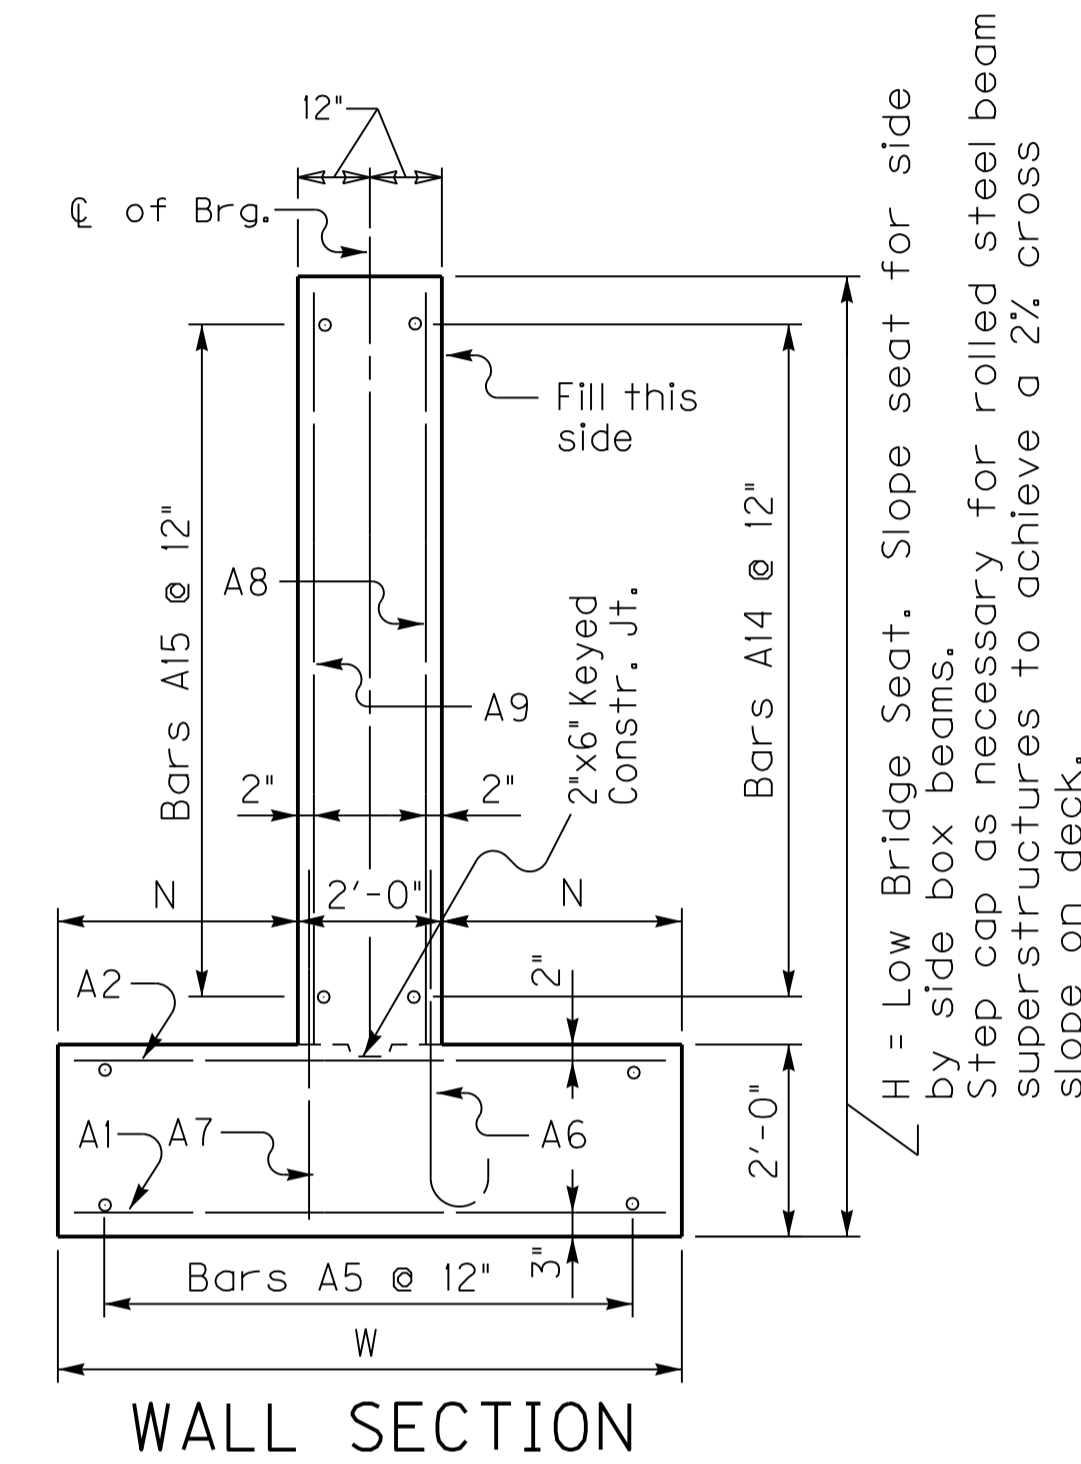 12"
℄ of Brg.
Fill this
side
Bars A15 @ 12"
A8
A9
2"x6" Keyed
Constr. Jt.
Bars A14 @ 12"
2"
2"
N
2'-0"
N
A2
2"
A1
A7
A6
2'-0"
Bars A5 @ 12"
3"
W
WALL SECTION
H = Low Bridge Seat. Slope seat for side
by side box beams.
Step cap as necessary for rolled steel beam
superstructures to achieve a 2% cross
slope on deck.